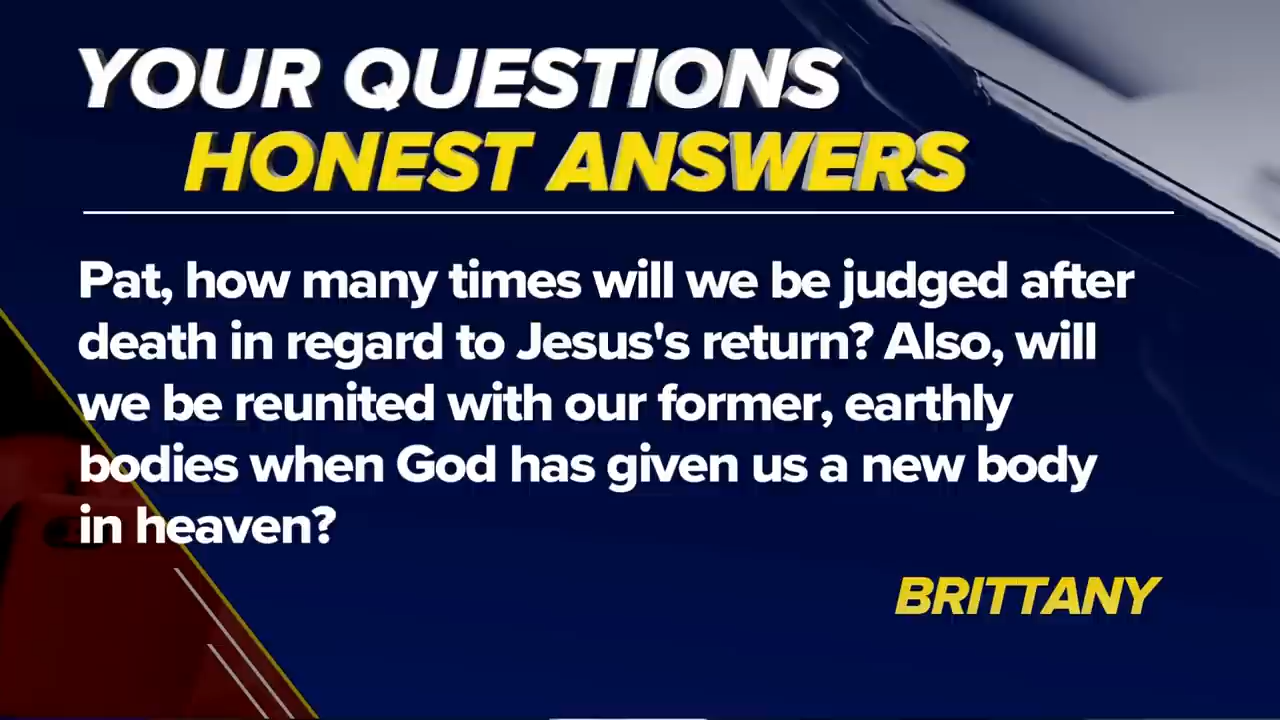 YOUR QUESTIONS
HONEST ANSWERS
Pat, how many times will we be judged after
death in regard to Jesus's return? Also, will
we be reunited with our former, earthly
bodies when God has given us a new body
in heaven?
BRITTANY